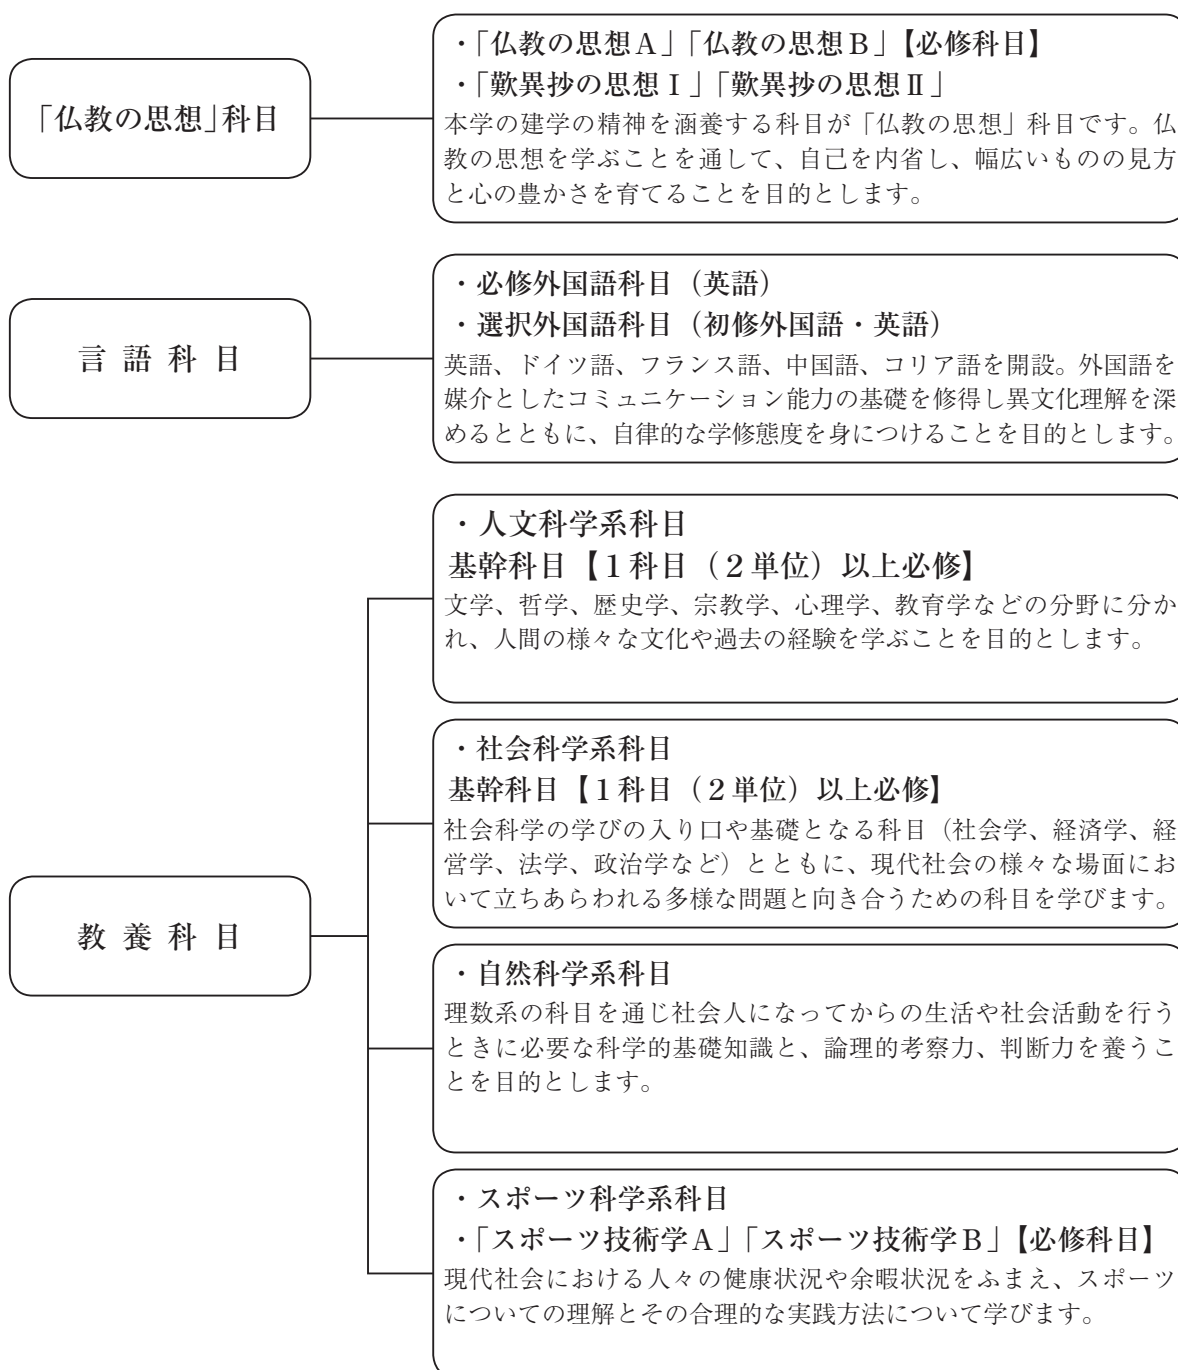 「仏教の思想」科目
・「仏教の思想Ａ」「仏教の思想Ｂ」【必修科目】
・「歎異抄の思想Ⅰ」「歎異抄の思想Ⅱ」
本学の建学の精神を涵養する科目が「仏教の思想」科目です。仏
教の思想を学ぶことを通して、自己を内省し、幅広いものの見方
と心の豊かさを育てることを目的とします。
言 語 科 目
・必修外国語科目（英語）
・選択外国語科目（初修外国語・英語）
英語、ドイツ語、フランス語、中国語、コリア語を開設。外国語を
媒介としたコミュニケーション能力の基礎を修得し異文化理解を深
めるとともに、自律的な学修態度を身につけることを目的とします。
教 養 科 目
・人文科学系科目
基幹科目【１科目（２単位）以上必修】
文学、哲学、歴史学、宗教学、心理学、教育学などの分野に分か
れ、人間の様々な文化や過去の経験を学ぶことを目的とします。
・社会科学系科目
基幹科目【１科目（２単位）以上必修】
社会科学の学びの入り口や基礎となる科目（社会学、経済学、経
営学、法学、政治学など）とともに、現代社会の様々な場面にお
いて立ちあらわれる多様な問題と向き合うための科目を学びます。
・自然科学系科目
理数系の科目を通じ社会人になってからの生活や社会活動を行う
ときに必要な科学的基礎知識と、論理的考察力、判断力を養うこ
とを目的とします。
・スポーツ科学系科目
・「スポーツ技術学Ａ」「スポーツ技術学Ｂ」【必修科目】
現代社会における人々の健康状況や余暇状況をふまえ、スポーツ
についての理解とその合理的な実践方法について学びます。